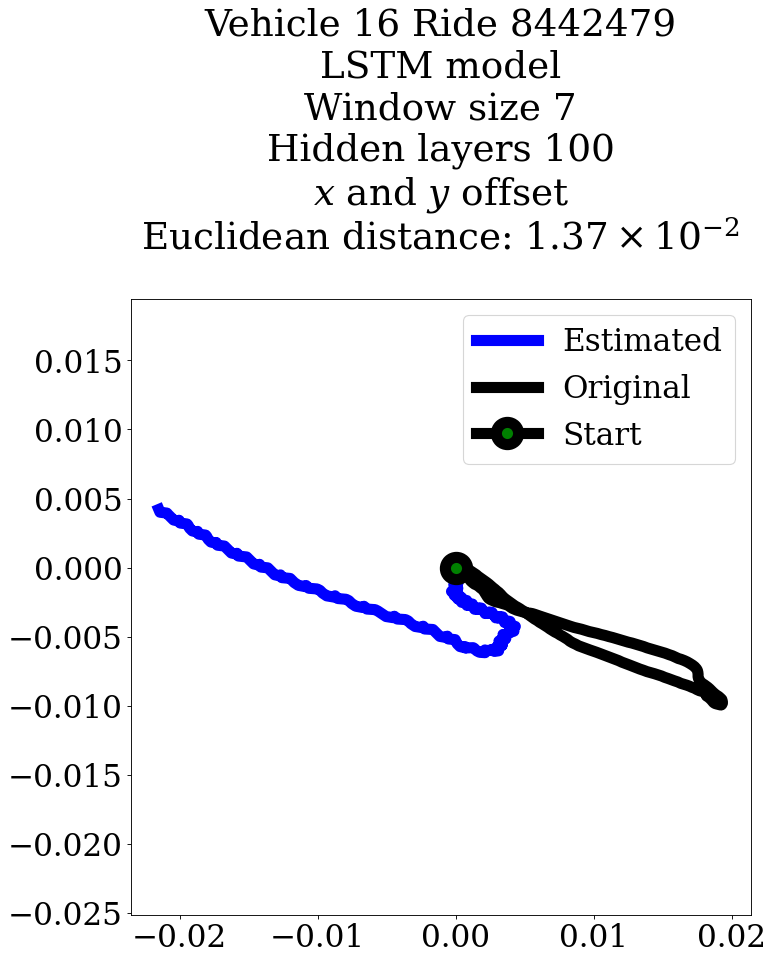 Vehicle 16 Ride 8442479
LSTM model
Window size 7
Hidden layers 100
x and y offset
Euclidean distance: 1.37 × 10⁻²
Estimated
Original
Start
0.015
0.010
0.005
0.000
−0.005
−0.010
−0.015
−0.020
−0.025
−0.02 −0.01 0.00 0.01 0.02